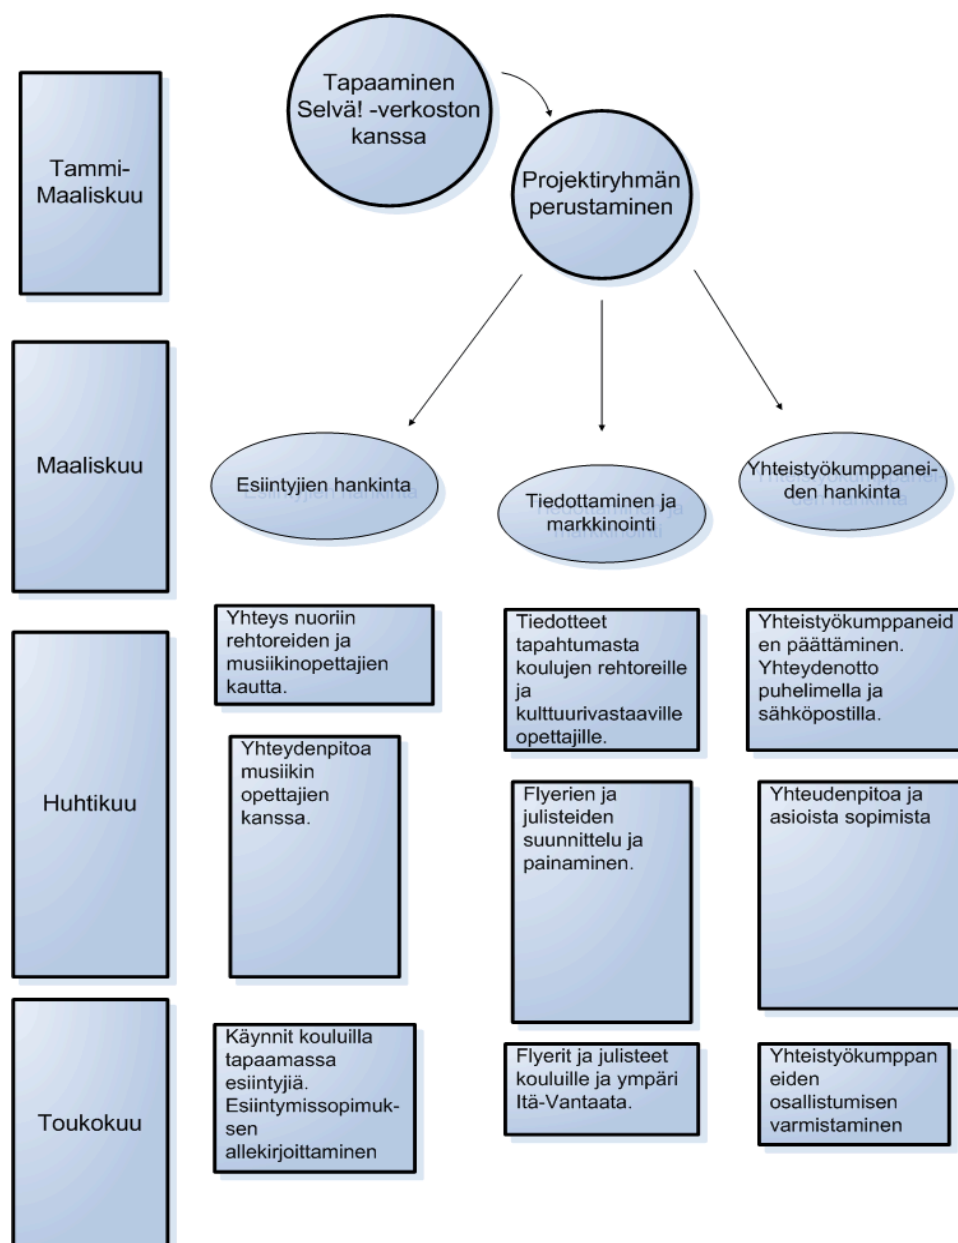 Tapaaminen
Selvä! -verkoston
kanssa
Projektiryhmän
perustaminen
Tammi-
Maaliskuu
Maaliskuu
Esiintyjien hankinta
Tiedottaminen ja
markkinointi
Yhteistyökumppanei-
den hankinta
Huhtikuu
Yhteys nuoriin
rehtoreiden ja
musiikinopettajien
kautta.
Tiedotteet
tapahtumasta
koulujen rehtoreille
ja
kulttuurivastaaville
opettajille.
Yhteistyökumppaneid
en päättäminen.
Yhteydenotto
puhelimella ja
sähköpostilla.
Yhteydenpitoa
musiikin
opettajien
kanssa.
Flyerien ja
julisteiden
suunnittelu ja
painaminen.
Yhteudenpitoa ja
asioista sopimista
Toukokuu
Käynnit kouluilla
tapaamassa
esiintyjiä.
Esiintymissopimuk-
sen
allekirjoittaminen
Flyerit ja julisteet
kouluille ja ympäri
Itä-Vantaata.
Yhteistyökumppan
eiden
osallistumisen
varmistaminen